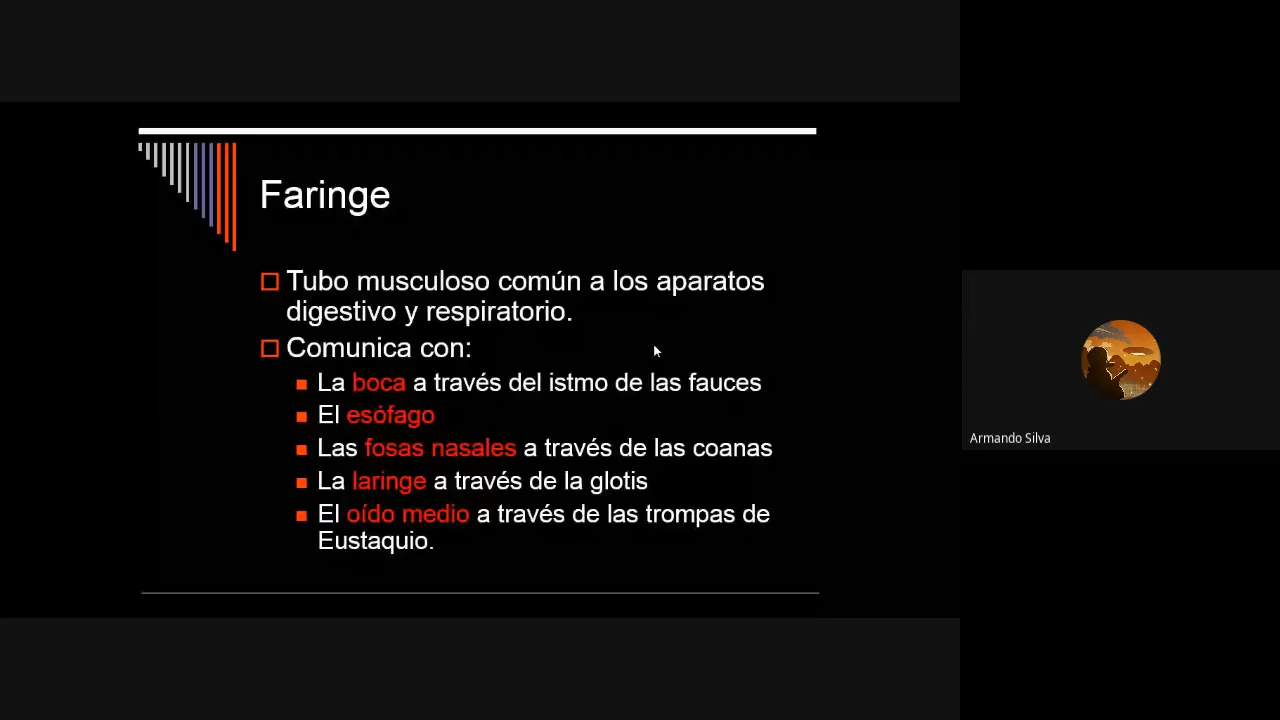 Faringe
Tubo musculoso común a los aparatos
digestivo y respiratorio.
Comunica con:
La boca a través del istmo de las fauces
El esófago
Las fosas nasales a través de las coanas
La laringe a través de la glotis
El oído medio a través de las trompas de
Eustaquio.
Armando Silva